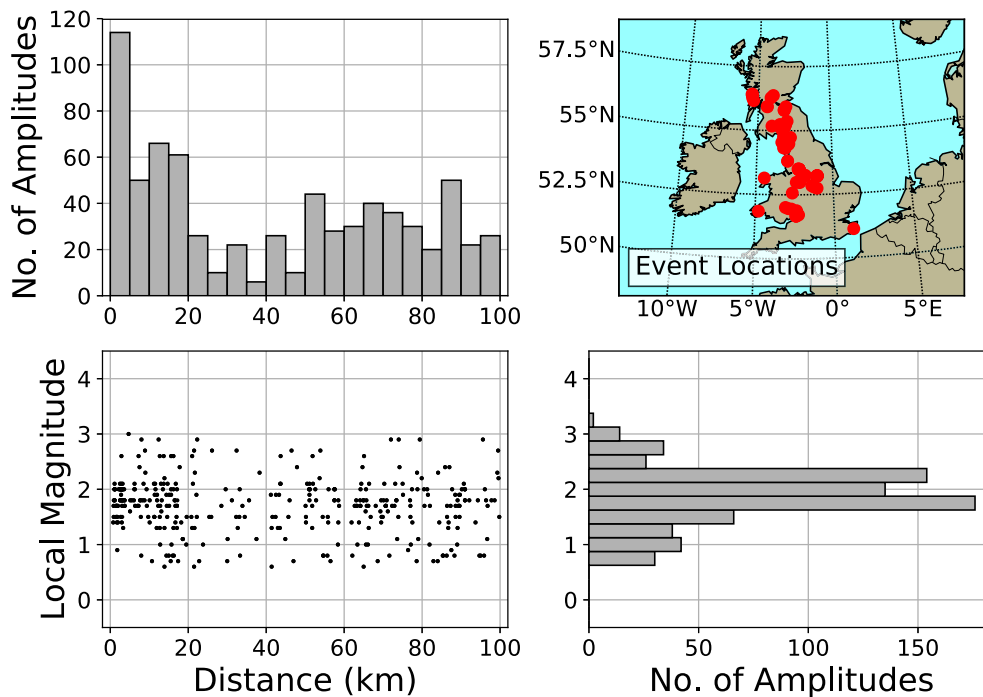 No. of Amplitudes
120
100
80
60
40
20
0
0 20 40 60 80 100
57.5°N
55°N
52.5°N
50°N
Event Locations
10°W 5°W 0° 5°E
Local Magnitude
4
3
2
1
0
0 20 40 60 80 100
Distance (km)
4
3
2
1
0
0 50 100 150
No. of Amplitudes